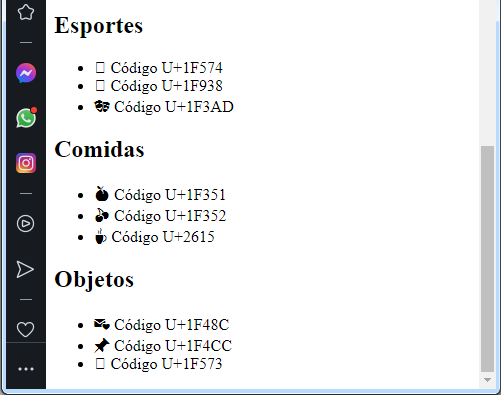 Esportes
• 🕴 Código U+1F574
• 🤸 Código U+1F938
• 🎭 Código U+1F3AD
Comidas
• 🍑 Código U+1F351
• 🍒 Código U+1F352
• ☕ Código U+2615
Objetos
• 💌 Código U+1F48C
• 📌 Código U+1F4CC
• 🕳 Código U+1F573